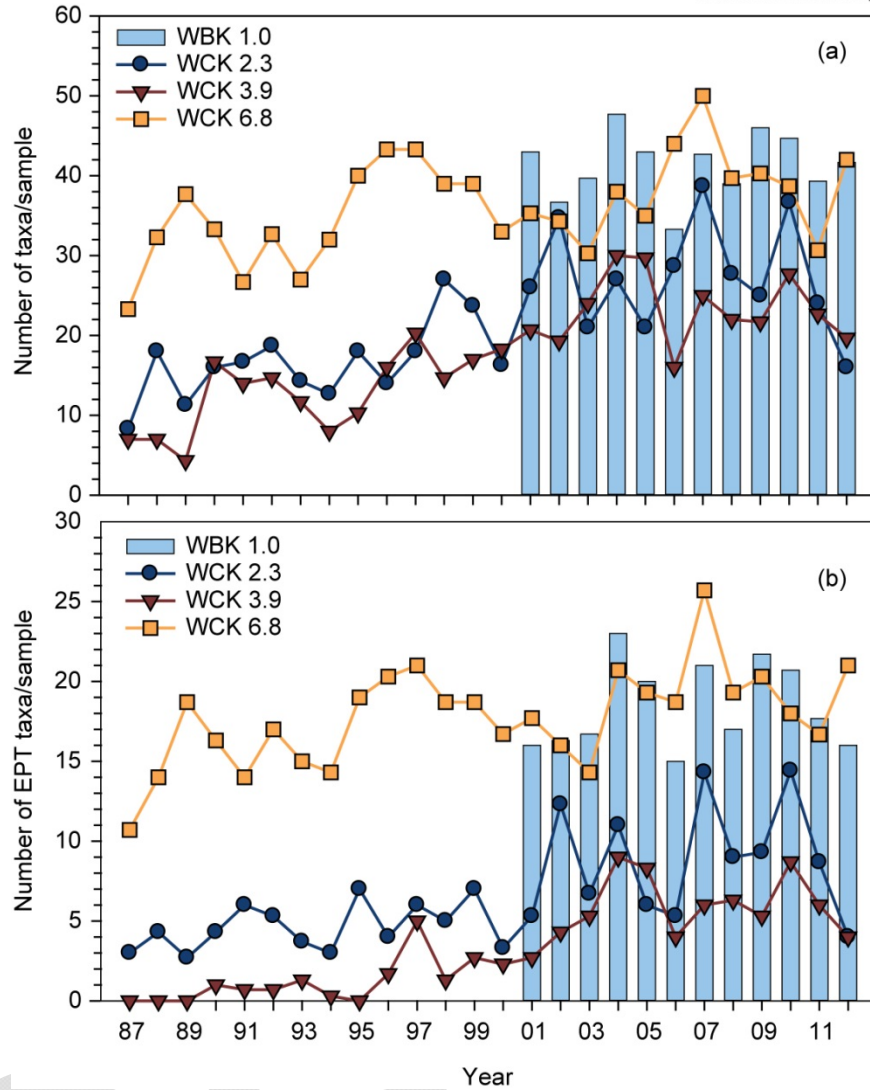 60
50
40
30
20
10
0
Number of taxa/sample
WBK 1.0
WCK 2.3
WCK 3.9
WCK 6.8
(a)
30
25
20
15
10
5
0
Number of EPT taxa/sample
WBK 1.0
WCK 2.3
WCK 3.9
WCK 6.8
(b)
87 89 91 93 95 97 99 01 03 05 07 09 11
Year